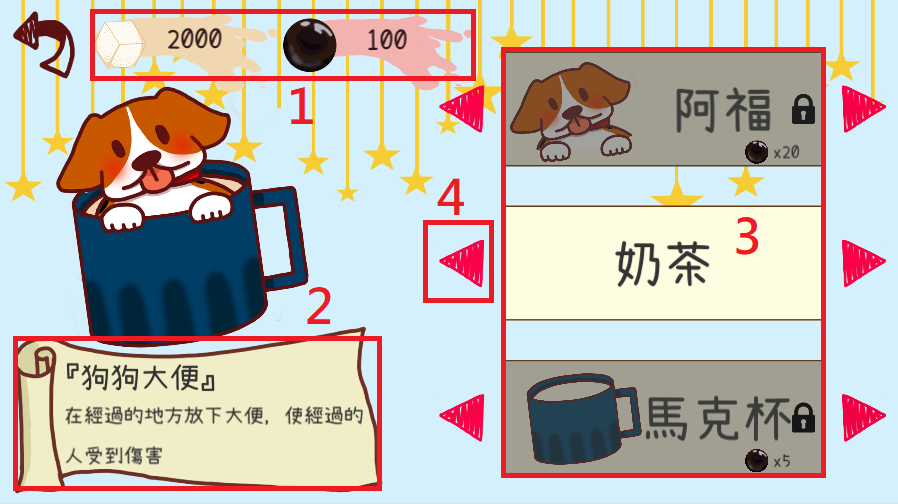 2000
100
1
阿福
x20
4
3
奶茶
2
『狗狗大便』
在經過的地方放下大便，使經過的
人受到傷害
馬克杯
x5